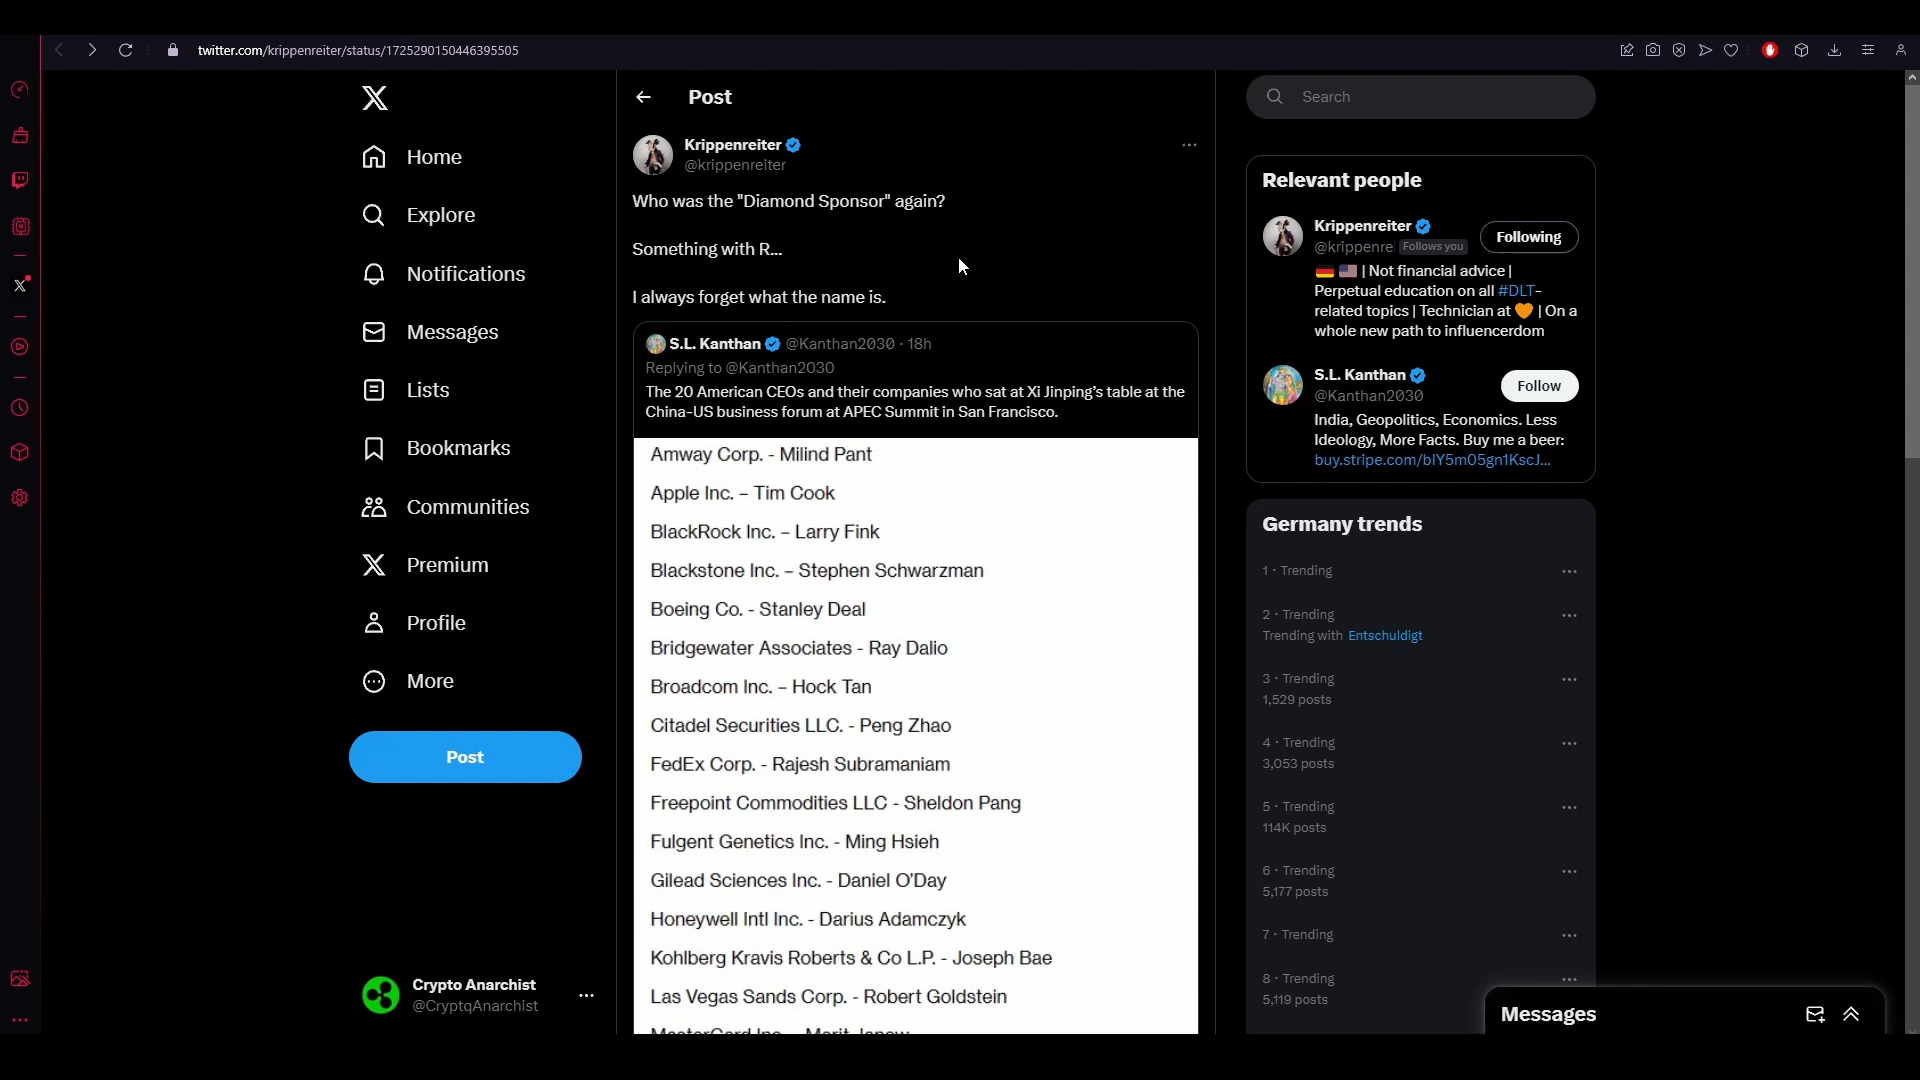 twitter.com/krippenreiter/status/1725290150446395505
Home
Explore
Notifications
Messages
Lists
Bookmarks
Communities
Premium
Profile
More
Post
Crypto Anarchist
@CryptqAnarchist
Post
Krippenreiter
@krippenreiter
Who was the "Diamond Sponsor" again?
Something with R...
I always forget what the name is.
S.L. Kanthan @Kanthan2030 · 18h
Replying to @Kanthan2030
The 20 American CEOs and their companies who sat at Xi Jinping's table at the
China-US business forum at APEC Summit in San Francisco.
Amway Corp. - Milind Pant
Apple Inc. – Tim Cook
BlackRock Inc. – Larry Fink
Blackstone Inc. – Stephen Schwarzman
Boeing Co. - Stanley Deal
Bridgewater Associates - Ray Dalio
Broadcom Inc. – Hock Tan
Citadel Securities LLC. - Peng Zhao
FedEx Corp. - Rajesh Subramaniam
Freepoint Commodities LLC - Sheldon Pang
Fulgent Genetics Inc. - Ming Hsieh
Gilead Sciences Inc. - Daniel O'Day
Honeywell Intl Inc. - Darius Adamczyk
Kohlberg Kravis Roberts & Co L.P. - Joseph Bae
Las Vegas Sands Corp. - Robert Goldstein
Search
Relevant people
Krippenreiter
Following
@krippenre Follows you
| Not financial advice |
Perpetual education on all #DLT-
related topics | Technician at 🧡 | On a
whole new path to influencerdom
S.L. Kanthan
Follow
@Kanthan2030
India, Geopolitics, Economics. Less
Ideology, More Facts. Buy me a beer:
buy.stripe.com/bIY5m05gn1KscJ...
Germany trends
1 · Trending
2 · Trending
Trending with Entschuldigt
3 · Trending
1,529 posts
4 · Trending
3,053 posts
5 · Trending
114K posts
6 · Trending
5,177 posts
7 · Trending
8 · Trending
5,119 posts
Messages